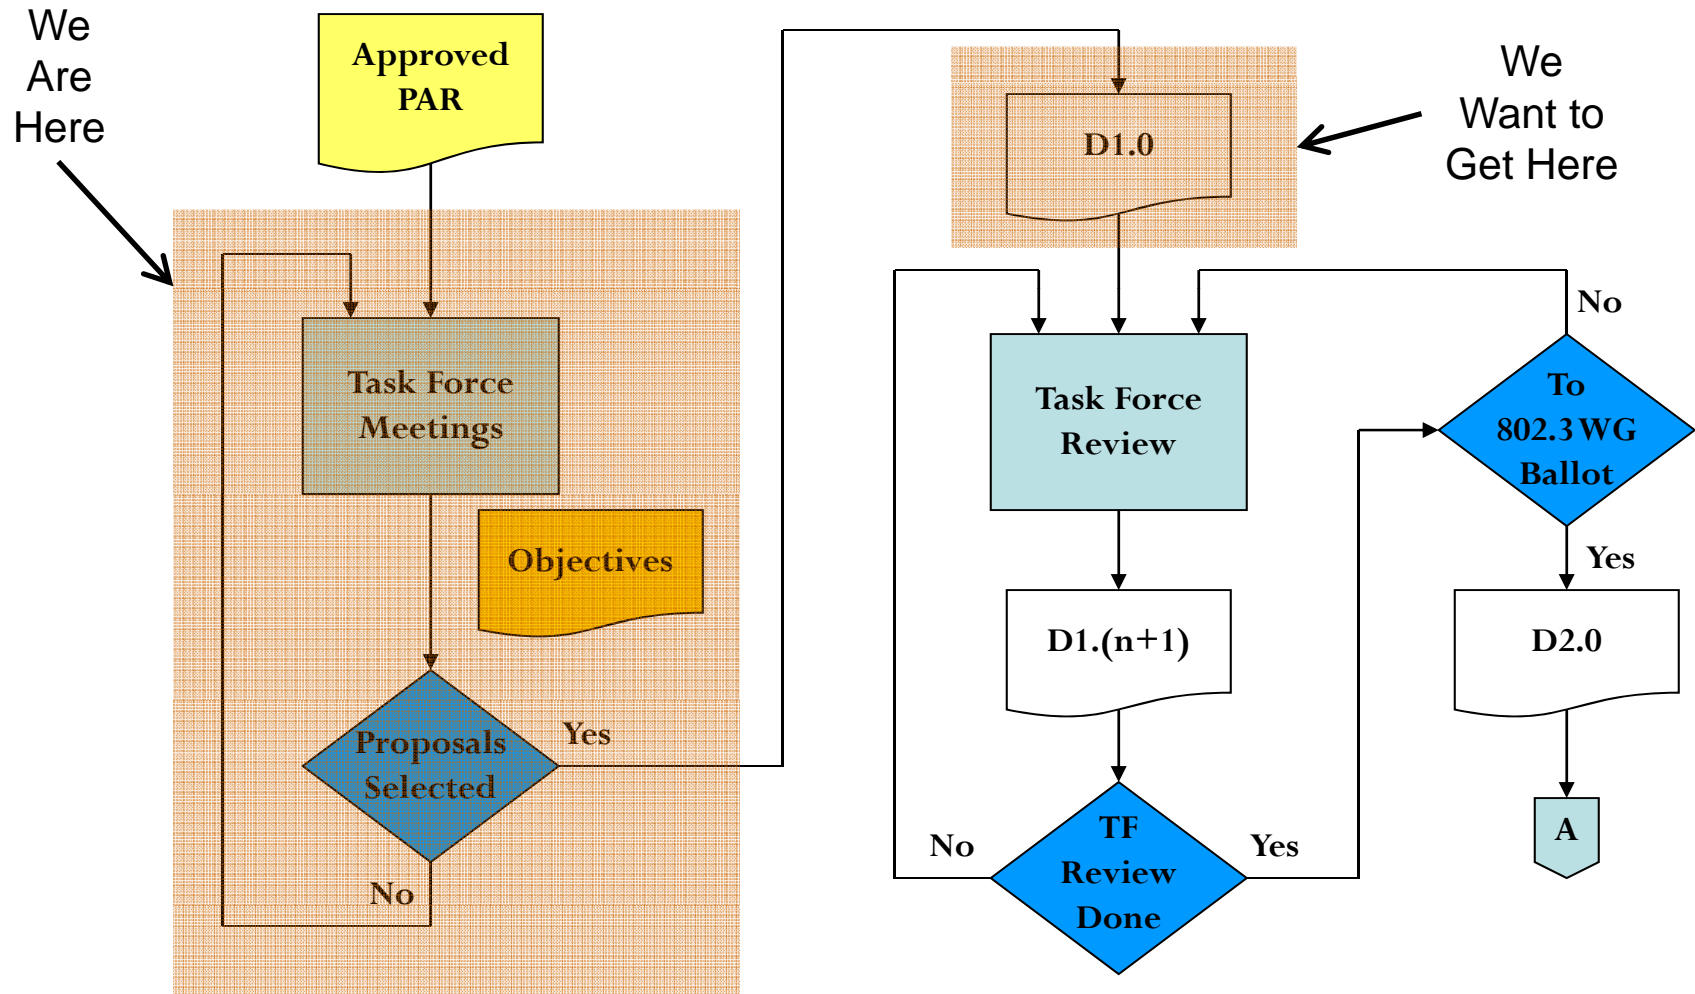 We
Are
Here
Approved
PAR
Task Force
Meetings
Objectives
Proposals
Selected
Yes
No
We
Want to
Get Here
D1.0
Task Force
Review
D1.(n+1)
TF
Review
Done
No
Yes
To
802.3 WG
Ballot
No
Yes
D2.0
A